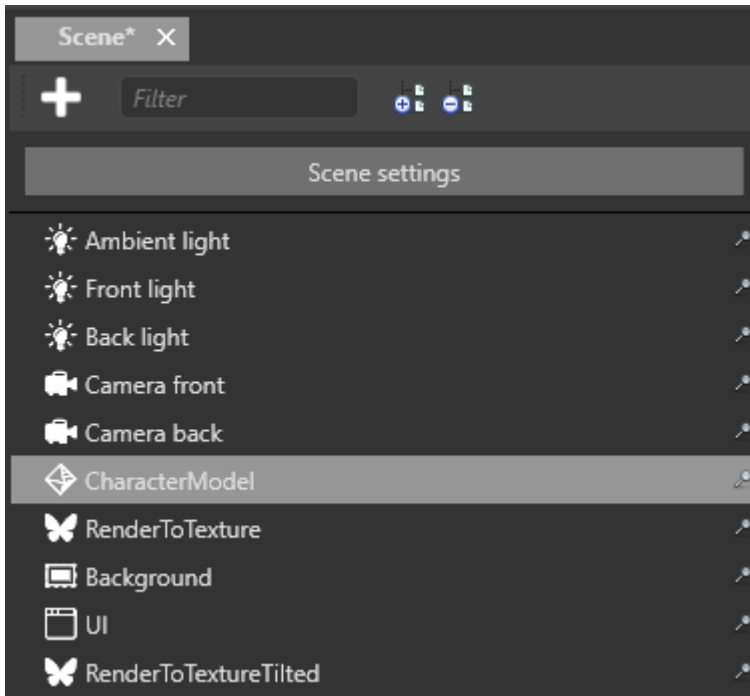 Scene*
Filter
Scene settings
Ambient light
Front light
Back light
Camera front
Camera back
CharacterModel
RenderToTexture
Background
UI
RenderToTextureTilted